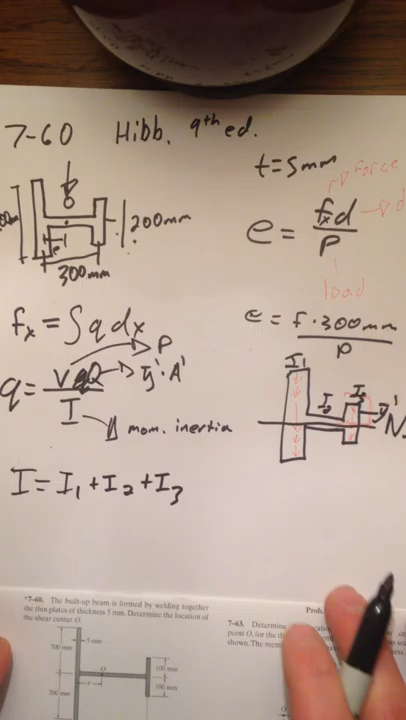 7-60 Hibb. 9th ed.
t=5mm
200mm
e
300mm
force
e = fx d / P
load
fx = ∫q dx
P
e = f·300mm / P
q = VQ / I
ȳ'·A'
mom. inertia
I1
I2
I3
ȳ'
N.
I = I1 + I2 + I3
*7-60. The built-up beam is formed by welding together
the thin plates of thickness 5 mm. Determine the location of
the shear center O.
5 mm
200 mm
100 mm
O
e
200 mm
100 mm
Prob.
7-63. Determine
point O, for the
shown. The